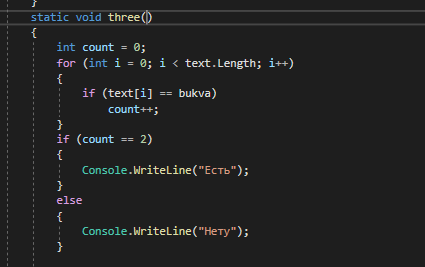 }
static void three()
{
int count = 0;
for (int i = 0; i < text.Length; i++)
{
if (text[i] == bukva)
count++;
}
if (count == 2)
{
Console.WriteLine("Есть");
}
else
{
Console.WriteLine("Нету");
}